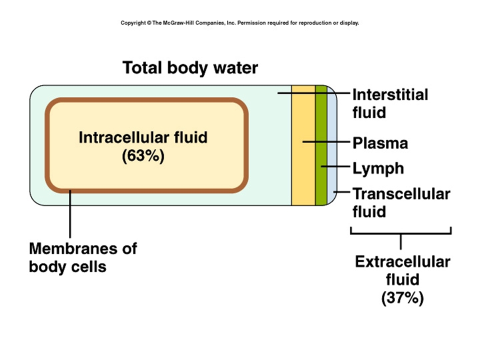 Copyright © The McGraw-Hill Companies, Inc. Permission required for reproduction or display.
Total body water
Intracellular fluid
(63%)
Interstitial
fluid
Plasma
Lymph
Transcellular
fluid
Membranes of
body cells
Extracellular
fluid
(37%)